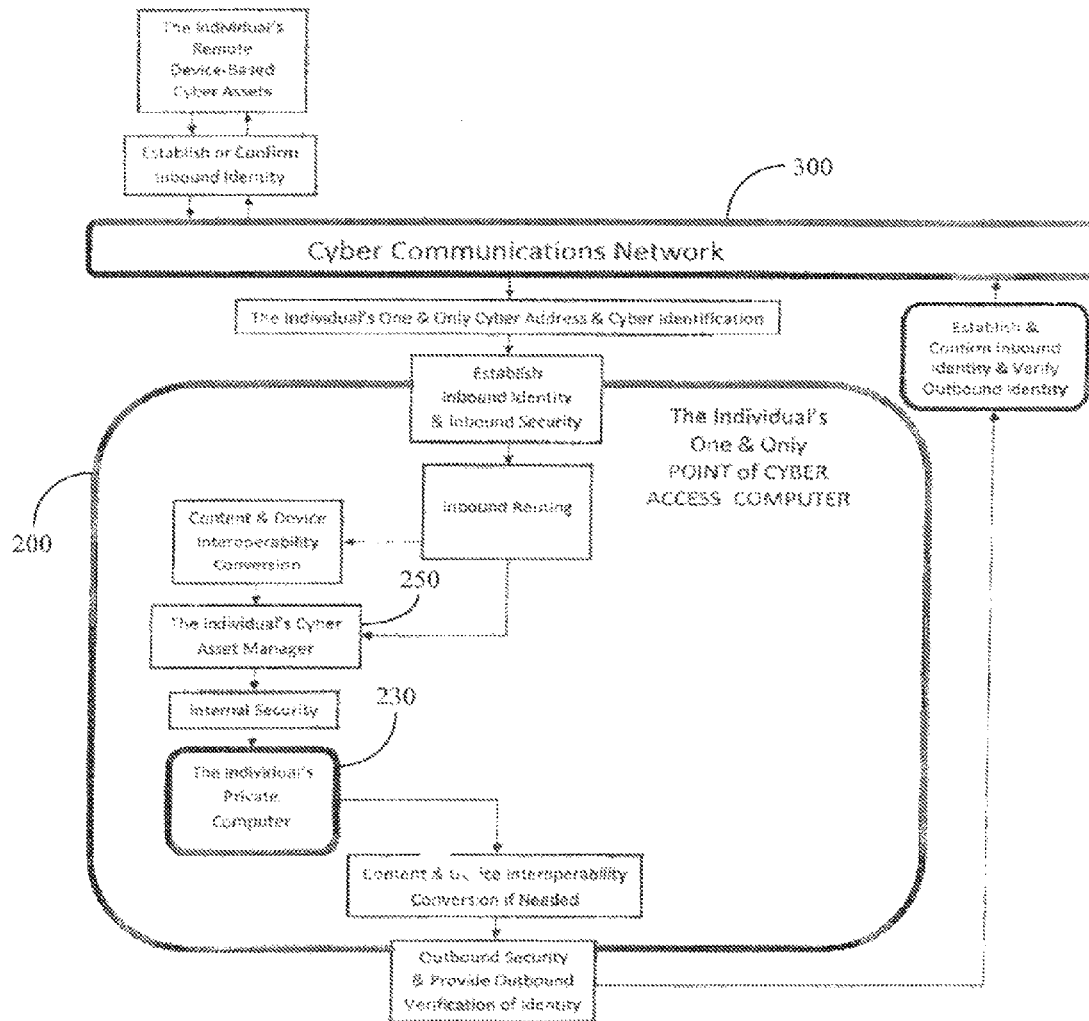 The Individual's
Remote
Device-Based
Cyber Assets
Establish or Confirm
Inbound Identity
300
Cyber Communications Network
The Individual's One & Only Cyber Address & Cyber Identification
Establish &
Confirm Inbound
Identity & Verify
Outbound Identity
Establish
Inbound Identity
& Inbound Security
The Individual's
One & Only
POINT of CYBER
ACCESS COMPUTER
200
Inbound Routing
Content & Device
Interoperability
Conversion
250
The Individual's Cyber
Asset Manager
Internal Security
230
The Individual's
Private
Computer
Content & Interoperability
Conversion if Needed
Outbound Security
& Provide Outbound
Verification of Identity